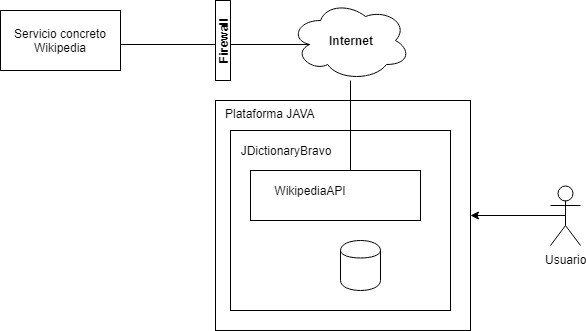 Servicio concreto
Wikipedia
Firewall
Internet
Plataforma JAVA
JDictionaryBravo
WikipediaAPI
Usuario